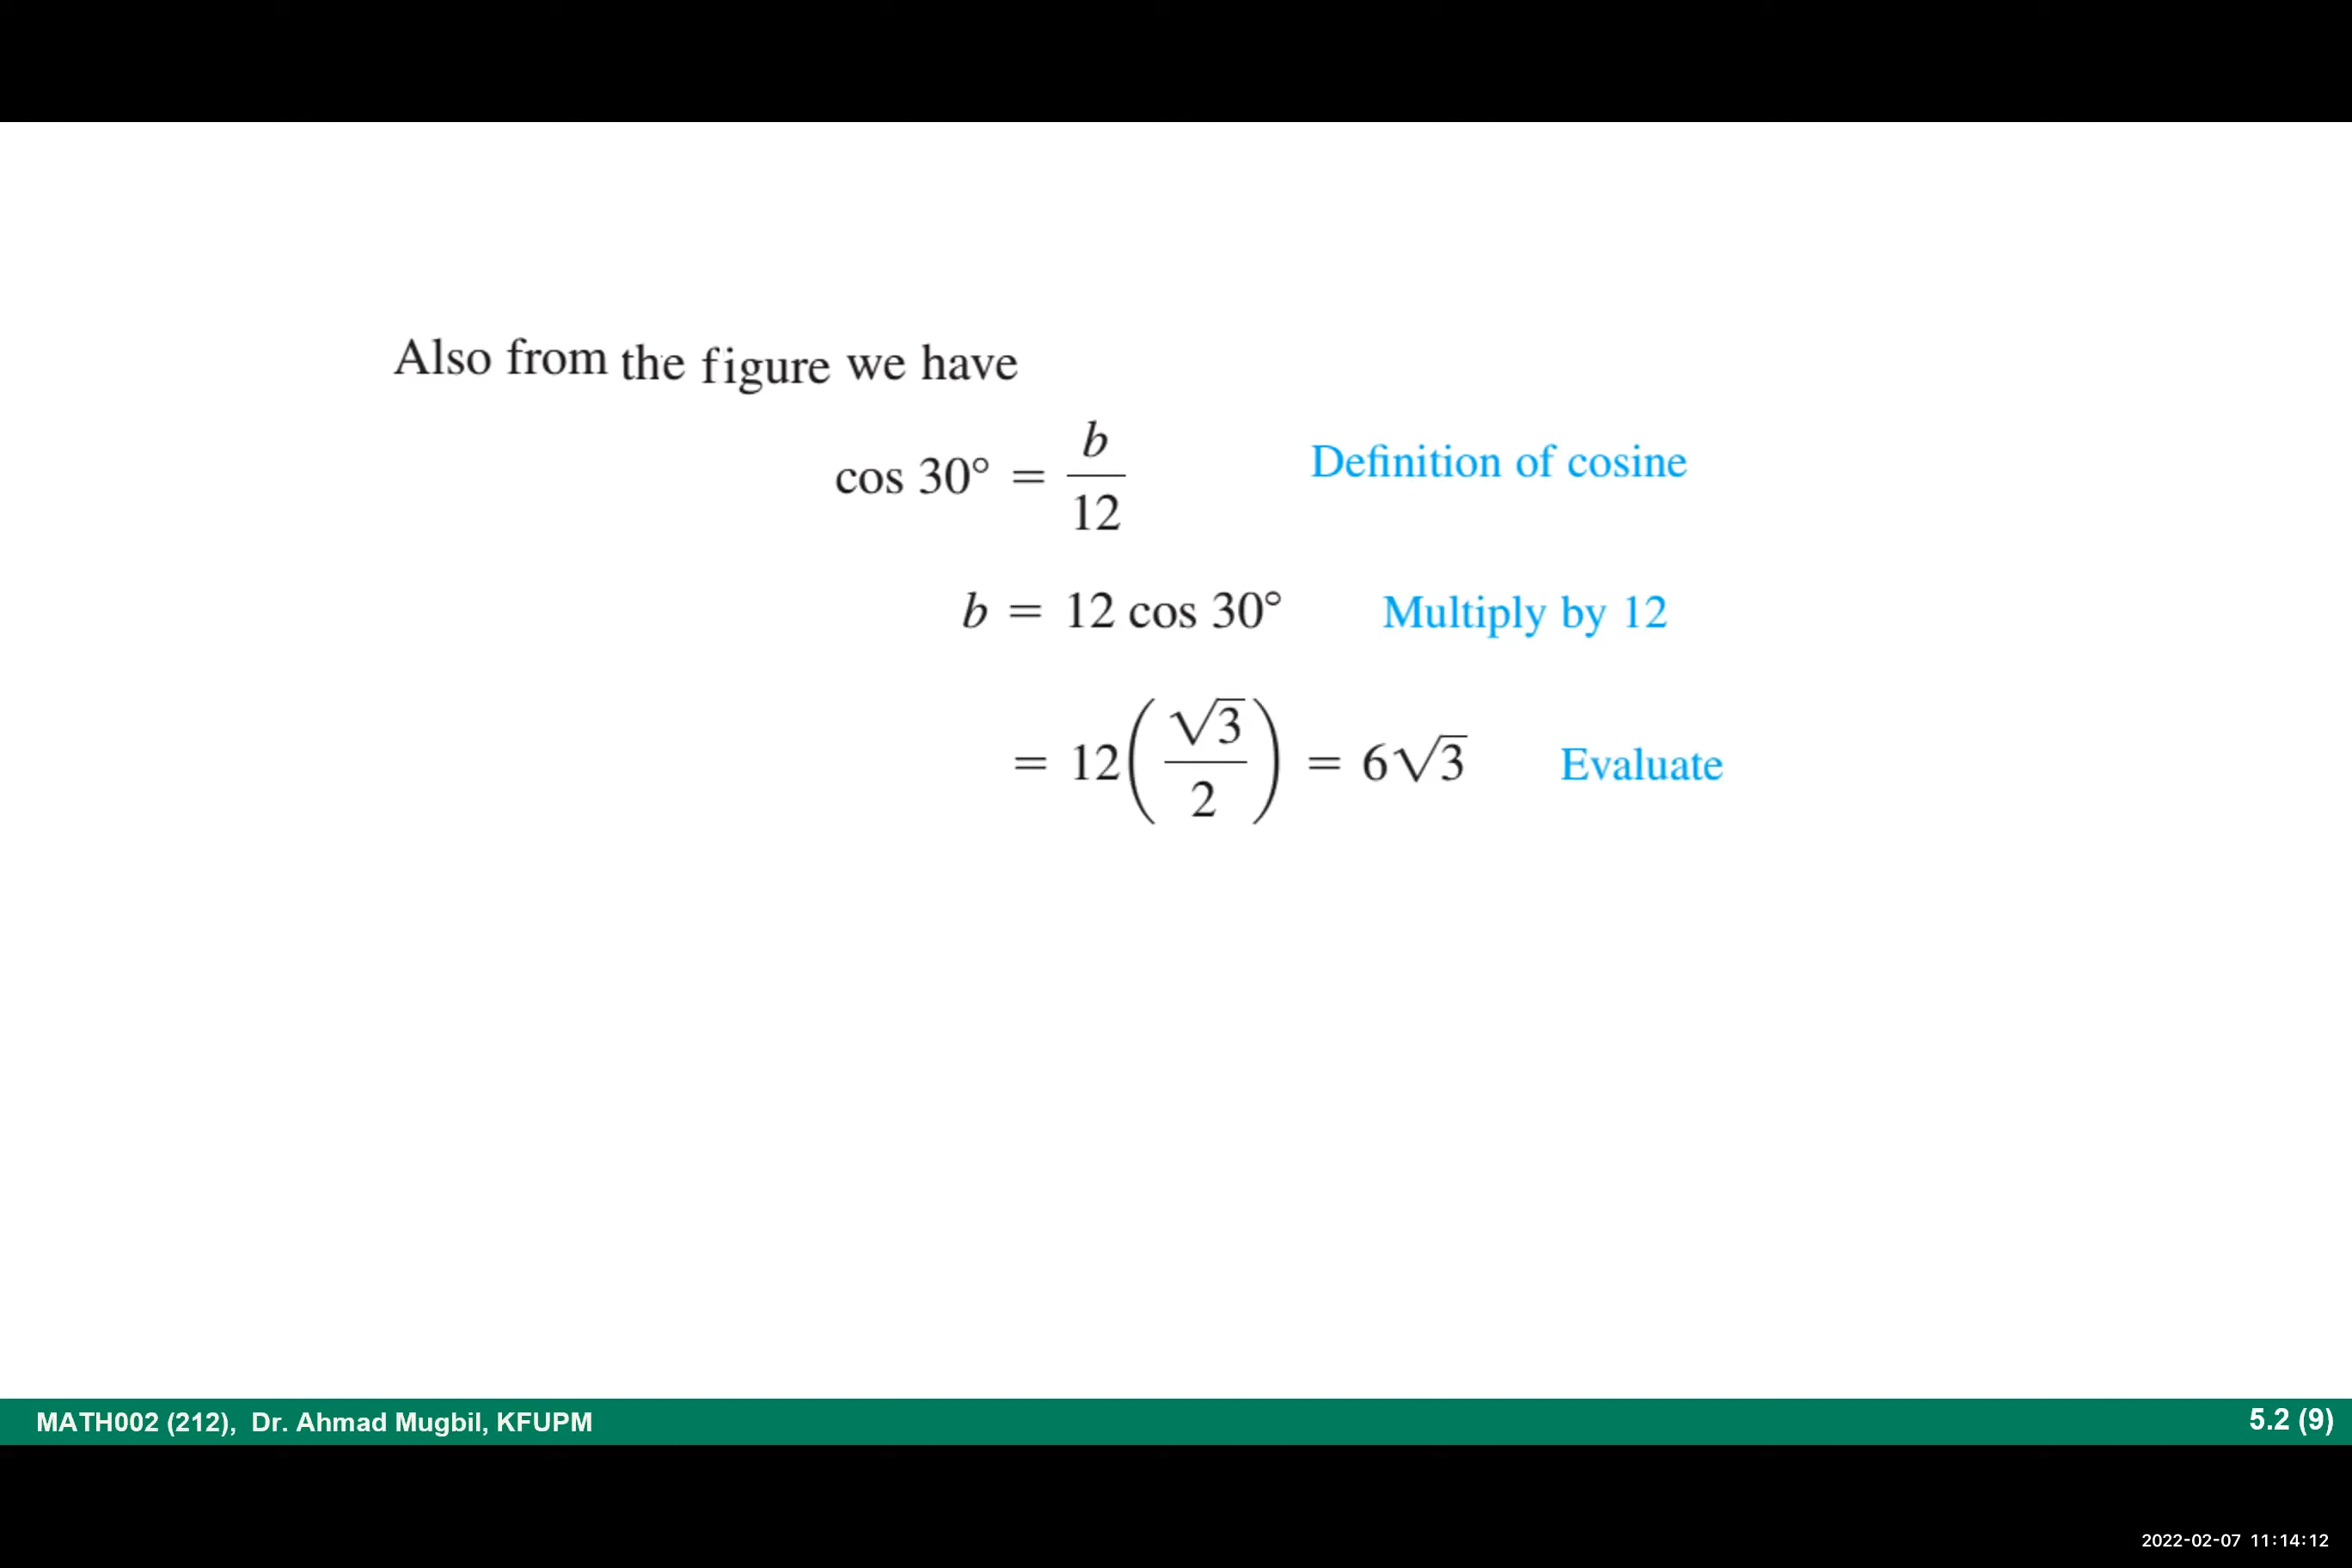 Also from the figure we have
cos 30° = b/12 Definition of cosine
b = 12 cos 30° Multiply by 12
= 12(√3/2) = 6√3 Evaluate
MATH002 (212), Dr. Ahmad Mugbil, KFUPM 5.2 (9)
2022-02-07 11:14:12